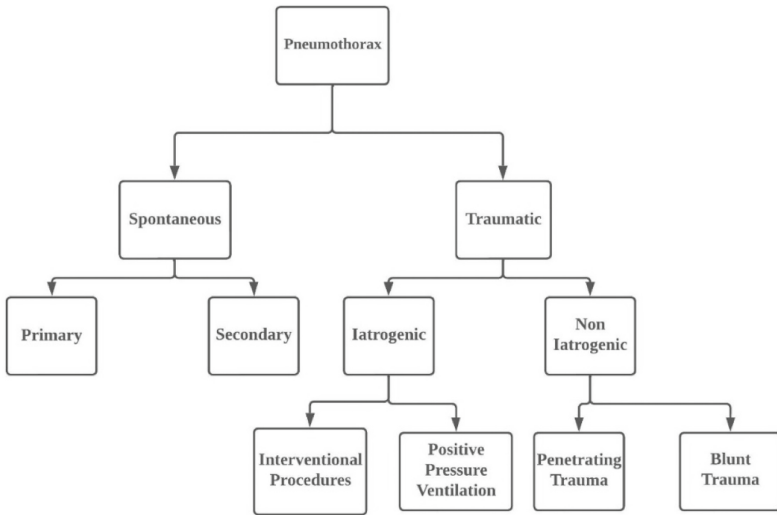 Pneumothorax
Spontaneous
Traumatic
Primary
Secondary
Iatrogenic
Non
Iatrogenic
Interventional
Procedures
Positive
Pressure
Ventilation
Penetrating
Trauma
Blunt
Trauma